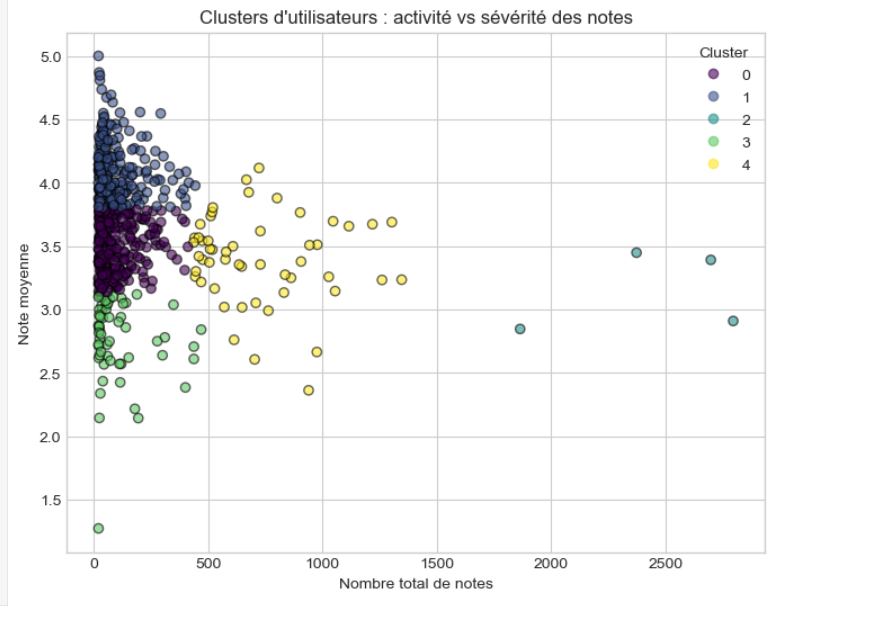 Clusters d'utilisateurs : activité vs sévérité des notes
Cluster
0
1
2
3
4
Note moyenne
5.0
4.5
4.0
3.5
3.0
2.5
2.0
1.5
0 500 1000 1500 2000 2500
Nombre total de notes